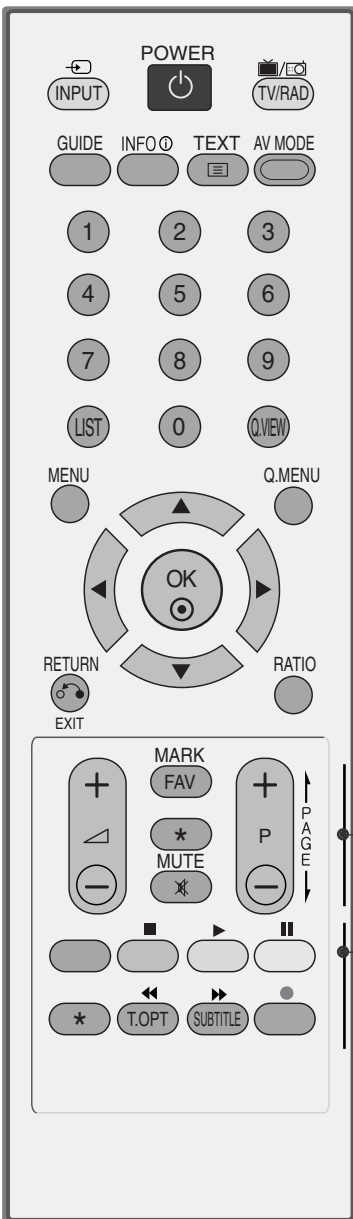 POWER
INPUT TV/RAD
GUIDE INFO i TEXT AV MODE
1 2 3
4 5 6
7 8 9
LIST 0 Q.VIEW
MENU Q.MENU
OK
RETURN RATIO
EXIT
MARK
FAV
* P PAGE
MUTE
* T.OPT SUBTITLE